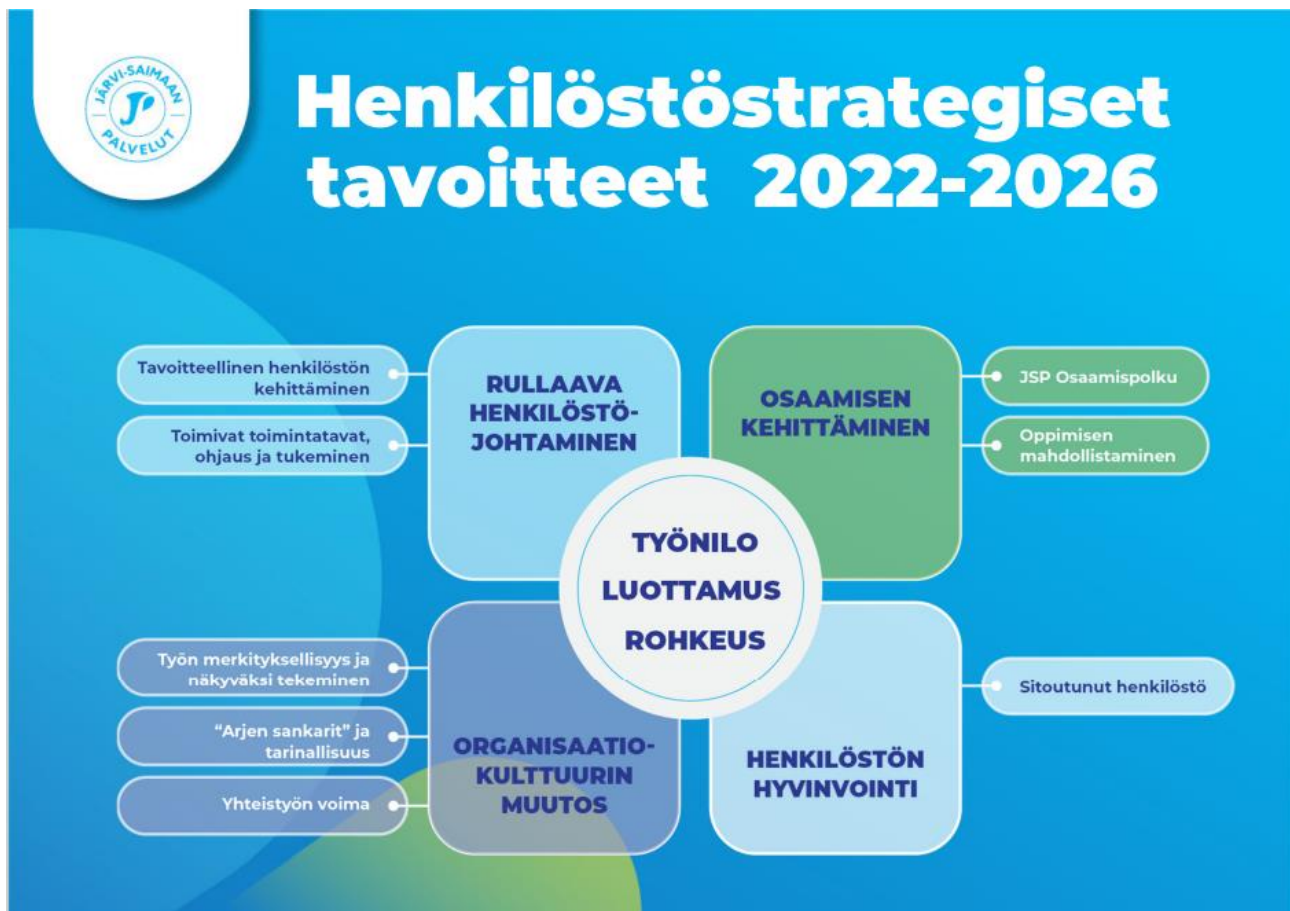 JÄRVI-SAIMAAN
JP
PALVELUT
Henkilöstöstrategiset
tavoitteet 2022-2026
Tavoitteellinen henkilöstön
kehittäminen
Toimivat toimintatavat,
ohjaus ja tukeminen
RULLAAVA
HENKILÖSTÖ-
JOHTAMINEN
OSAAMISEN
KEHITTÄMINEN
JSP Osaamispolku
Oppimisen
mahdollistaminen
TYÖNILO
LUOTTAMUS
ROHKEUS
Työn merkityksellisyys ja
näkyväksi tekeminen
“Arjen sankarit” ja
tarinallisuus
Yhteistyön voima
ORGANISAATIO-
KULTTUURIN
MUUTOS
HENKILÖSTÖN
HYVINVOINTI
Sitoutunut henkilöstö